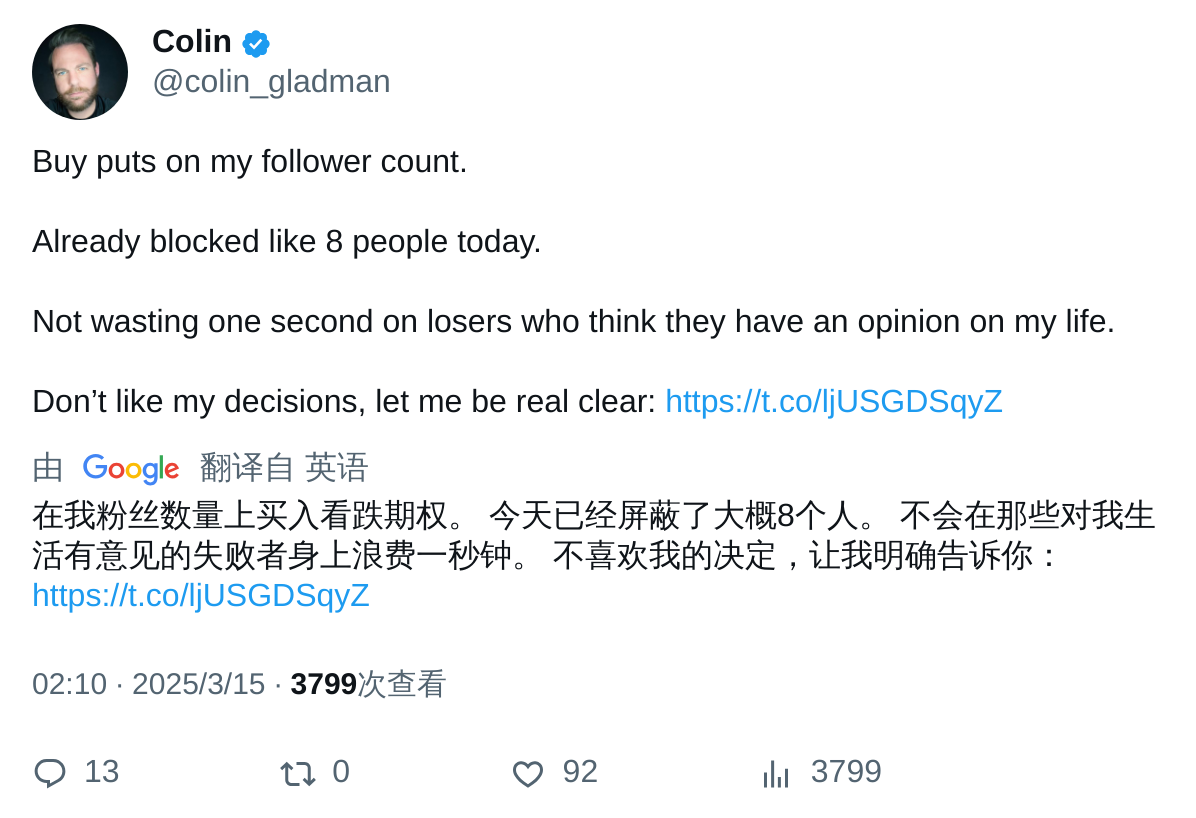 Colin
@colin_gladman
Buy puts on my follower count.
Already blocked like 8 people today.
Not wasting one second on losers who think they have an opinion on my life.
Don’t like my decisions, let me be real clear: https://t.co/ljUSGDSqyZ
由 Google 翻译自 英语
在我粉丝数量上买入看跌期权。 今天已经屏蔽了大概8个人。 不会在那些对我生
活有意见的失败者身上浪费一秒钟。 不喜欢我的决定，让我明确告诉你：
https://t.co/ljUSGDSqyZ
02:10 · 2025/3/15 · 3799次查看
13 0 92 3799